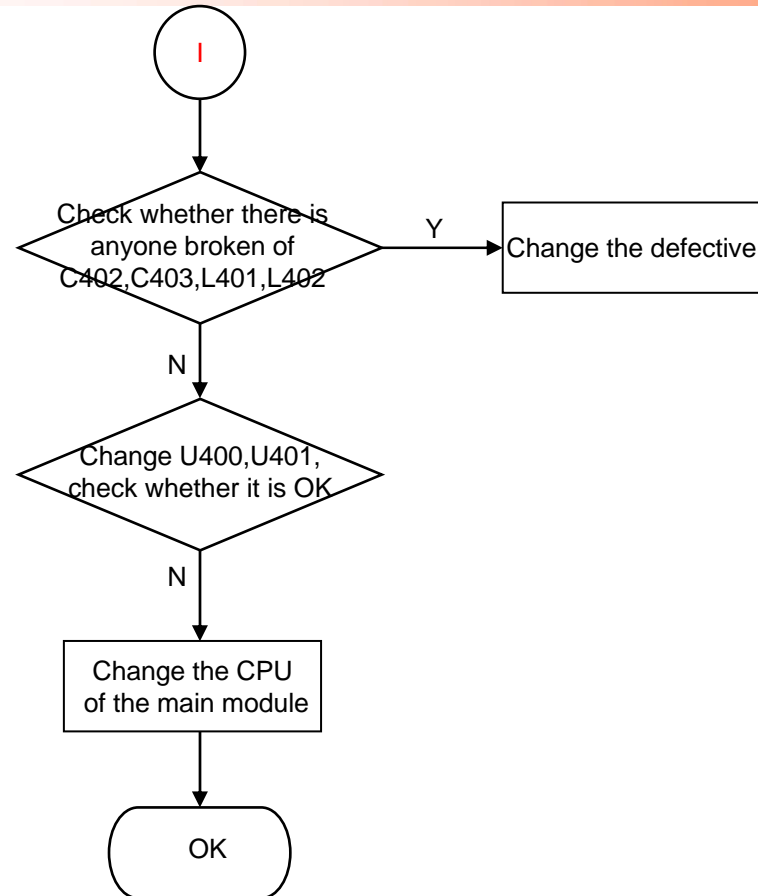 I
Check whether there is
anyone broken of
C402,C403,L401,L402
Y
Change the defective
N
Change U400,U401,
check whether it is OK
N
Change the CPU
of the main module
OK